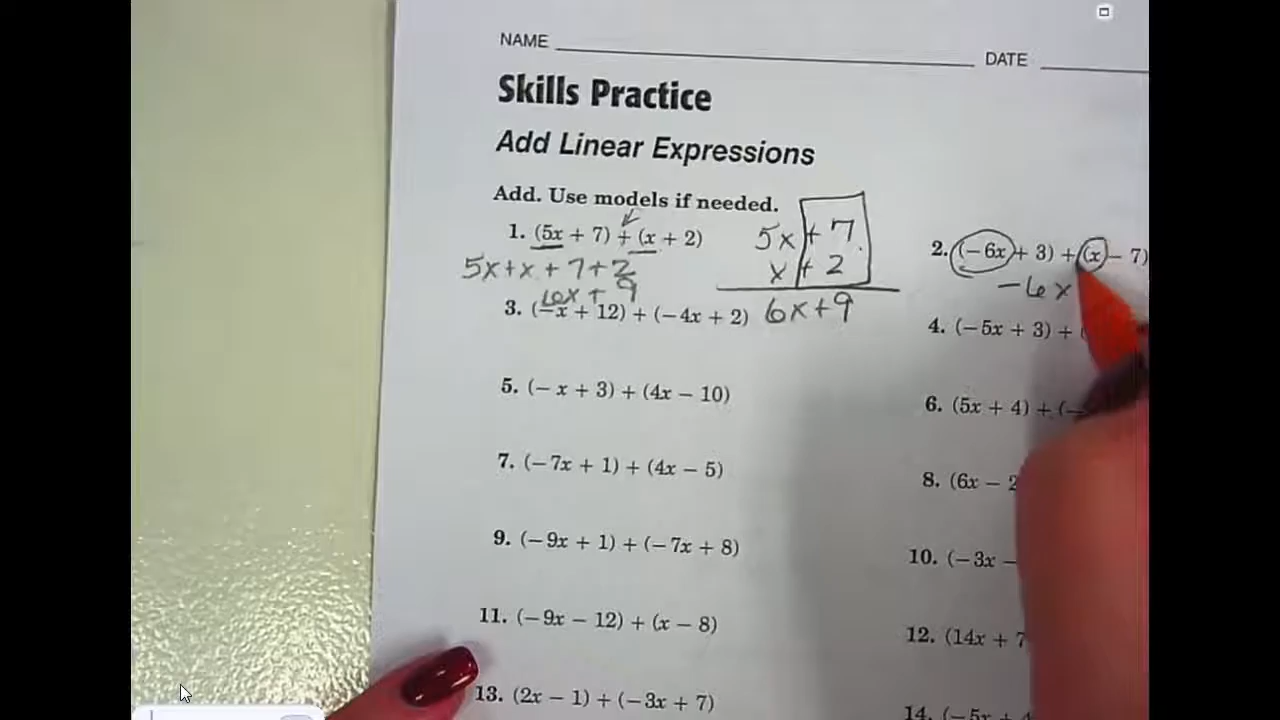 NAME DATE
Skills Practice
Add Linear Expressions
Add. Use models if needed.
1. (5x + 7) + (x + 2)
5x+x+7+2
6x+9
5x+7
x+2
6x+9
2. (−6x + 3) + (x − 7)
−6x
3. (−x + 12) + (−4x + 2)
4. (−5x + 3) +
5. (− x + 3) + (4x − 10)
6. (5x + 4) + (−
7. (−7x + 1) + (4x − 5)
8. (6x − 2
9. (−9x + 1) + (−7x + 8)
10. (−3x −
11. (−9x − 12) + (x − 8)
12. (14x + 7
13. (2x − 1) + (−3x + 7)
14. (−5x + 4